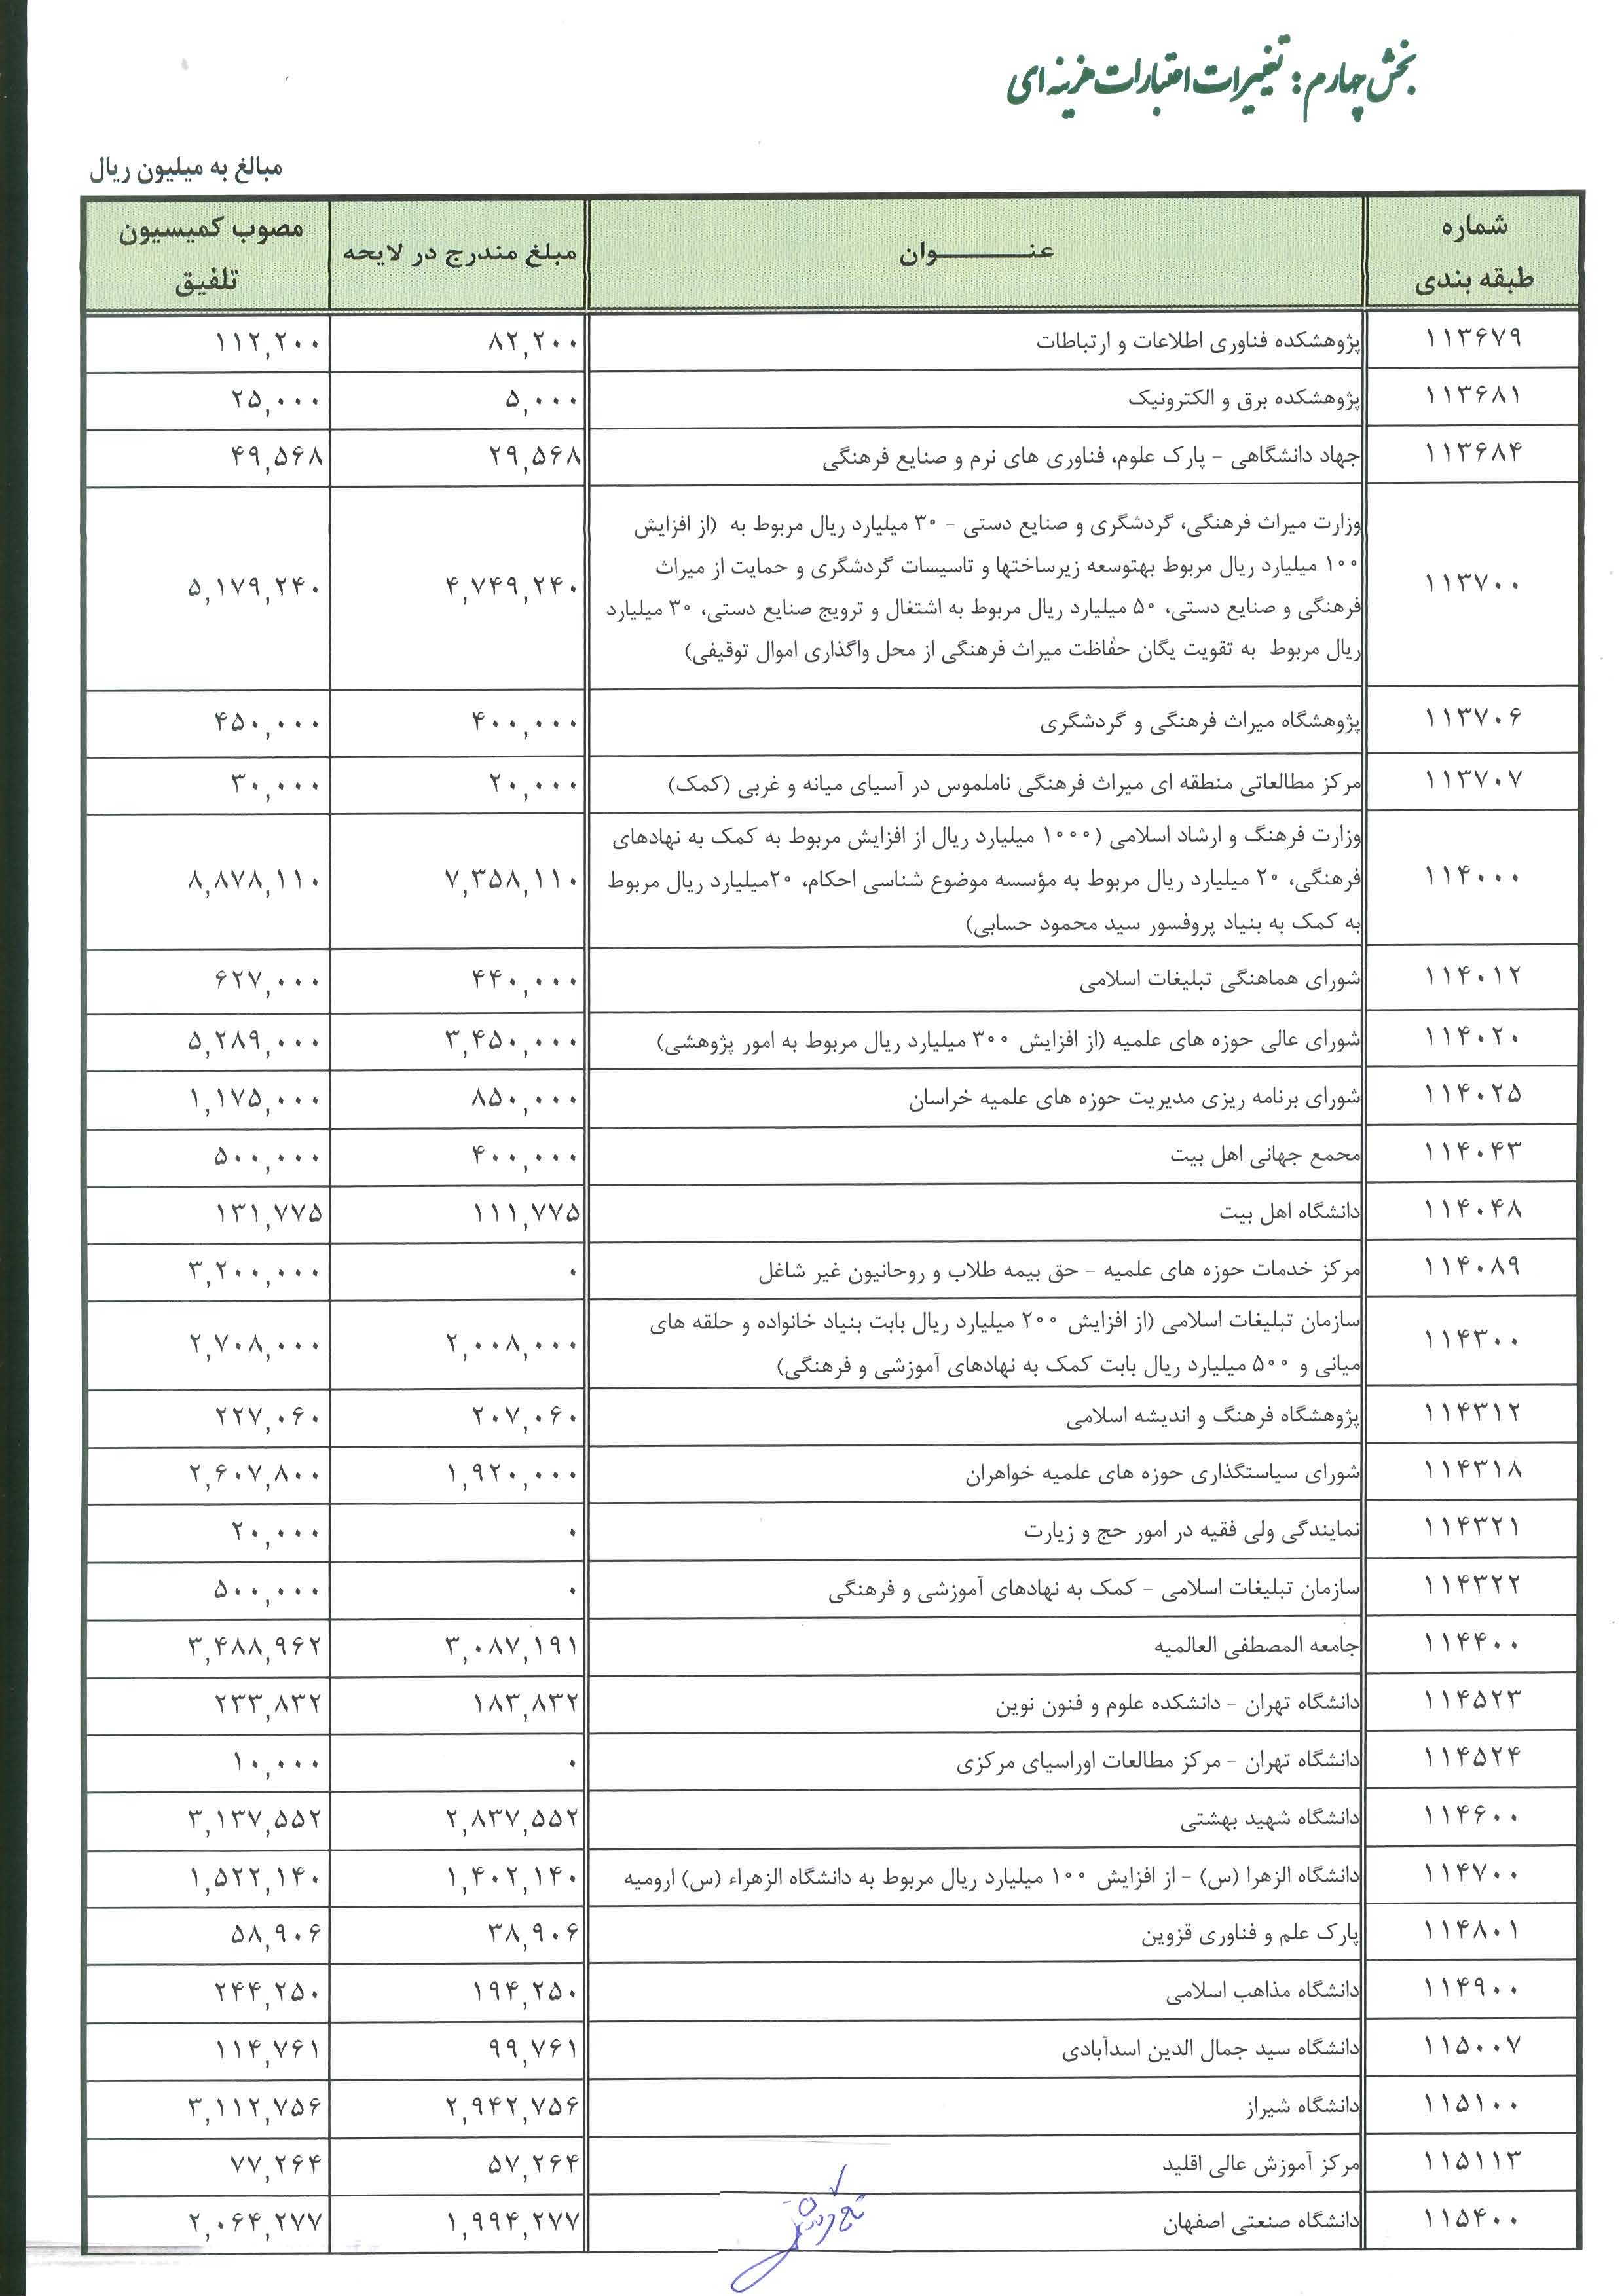 بخش چهارم: تغییرات اعتبارات هزینه ای
مبالغ به میلیون ریال
شماره طبقه بندی	عنـــــــــوان	مبلغ مندرج در لایحه	مصوب کمیسیون تلفیق
۱۱۳۶۷۹	پژوهشکده فناوری اطلاعات و ارتباطات	۸۲,۲۰۰	۱۱۲,۲۰۰
۱۱۳۶۸۱	پژوهشکده برق و الکترونیک	۵,۰۰۰	۲۵,۰۰۰
۱۱۳۶۸۴	جهاد دانشگاهی - پارک علوم، فناوری های نرم و صنایع فرهنگی	۲۹,۵۶۸	۴۹,۵۶۸
وزارت میراث فرهنگی، گردشگری و صنایع دستی - ۳۰ میلیارد ریال مربوط به (از افزایش
۱۰۰ میلیارد ریال مربوط بهتوسعه زیرساختها و تاسیسات گردشگری و حمایت از میراث
۱۱۳۷۰۰	فرهنگی و صنایع دستی، ۵۰ میلیارد ریال مربوط به اشتغال و ترویج صنایع دستی، ۳۰ میلیارد	۴,۷۴۹,۲۴۰	۵,۱۷۹,۲۴۰
ریال مربوط به تقویت یگان حفاظت میراث فرهنگی از محل واگذاری اموال توقیفی)
۱۱۳۷۰۶	پژوهشگاه میراث فرهنگی و گردشگری	۴۰۰,۰۰۰	۴۵۰,۰۰۰
۱۱۳۷۰۷	مرکز مطالعاتی منطقه ای میراث فرهنگی ناملموس در آسیای میانه و غربی (کمک)	۲۰,۰۰۰	۳۰,۰۰۰
وزارت فرهنگ و ارشاد اسلامی (۱۰۰۰ میلیارد ریال از افزایش مربوط به کمک به نهادهای
۱۱۴۰۰۰	فرهنگی، ۲۰ میلیارد ریال مربوط به مؤسسه موضوع شناسی احکام، ۲۰میلیارد ریال مربوط	۷,۳۵۸,۱۱۰	۸,۸۷۸,۱۱۰
به کمک به بنیاد پروفسور سید محمود حسابی)
۱۱۴۰۱۲	شورای هماهنگی تبلیغات اسلامی	۴۴۰,۰۰۰	۶۲۷,۰۰۰
۱۱۴۰۲۰	شورای عالی حوزه های علمیه (از افزایش ۳۰۰ میلیارد ریال مربوط به امور پژوهشی)	۳,۴۵۰,۰۰۰	۵,۲۸۹,۰۰۰
۱۱۴۰۲۵	شورای برنامه ریزی مدیریت حوزه های علمیه خراسان	۸۵۰,۰۰۰	۱,۱۷۵,۰۰۰
۱۱۴۰۴۳	محمع جهانی اهل بیت	۴۰۰,۰۰۰	۵۰۰,۰۰۰
۱۱۴۰۴۸	دانشگاه اهل بیت	۱۱۱,۷۷۵	۱۳۱,۷۷۵
۱۱۴۰۸۹	مرکز خدمات حوزه های علمیه - حق بیمه طلاب و روحانیون غیر شاغل	۰	۳,۲۰۰,۰۰۰
سازمان تبلیغات اسلامی (از افزایش ۲۰۰ میلیارد ریال بابت بنیاد خانواده و حلقه های
۱۱۴۳۰۰	میانی و ۵۰۰ میلیارد ریال بابت کمک به نهادهای آموزشی و فرهنگی)	۲,۰۰۸,۰۰۰	۲,۷۰۸,۰۰۰
۱۱۴۳۱۲	پژوهشگاه فرهنگ و اندیشه اسلامی	۲۰۷,۰۶۰	۲۲۷,۰۶۰
۱۱۴۳۱۸	شورای سیاستگذاری حوزه های علمیه خواهران	۱,۹۲۰,۰۰۰	۲,۶۰۷,۸۰۰
۱۱۴۳۲۱	نمایندگی ولی فقیه در امور حج و زیارت	۰	۲۰,۰۰۰
۱۱۴۳۲۲	سازمان تبلیغات اسلامی - کمک به نهادهای آموزشی و فرهنگی	۰	۵۰۰,۰۰۰
۱۱۴۴۰۰	جامعه المصطفی العالمیه	۳,۰۸۷,۱۹۱	۳,۴۸۸,۹۶۲
۱۱۴۵۲۳	دانشگاه تهران - دانشکده علوم و فنون نوین	۱۸۳,۸۳۲	۲۳۳,۸۳۲
۱۱۴۵۲۴	دانشگاه تهران - مرکز مطالعات اوراسیای مرکزی	۰	۱۰,۰۰۰
۱۱۴۶۰۰	دانشگاه شهید بهشتی	۲,۸۳۷,۵۵۲	۳,۱۳۷,۵۵۲
۱۱۴۷۰۰	دانشگاه الزهرا (س) - از افزایش ۱۰۰ میلیارد ریال مربوط به دانشگاه الزهراء (س) ارومیه	۱,۴۰۲,۱۴۰	۱,۵۲۲,۱۴۰
۱۱۴۸۰۱	پارک علم و فناوری قزوین	۳۸,۹۰۶	۵۸,۹۰۶
۱۱۴۹۰۰	دانشگاه مذاهب اسلامی	۱۹۴,۲۵۰	۲۴۴,۲۵۰
۱۱۵۰۰۷	دانشگاه سید جمال الدین اسدآبادی	۹۹,۷۶۱	۱۱۴,۷۶۱
۱۱۵۱۰۰	دانشگاه شیراز	۲,۹۴۲,۷۵۶	۳,۱۱۲,۷۵۶
۱۱۵۱۱۳	مرکز آموزش عالی اقلید	۵۷,۲۶۴	۷۷,۲۶۴
۱۱۵۴۰۰	دانشگاه صنعتی اصفهان	۱,۹۹۴,۲۷۷	۲,۰۶۴,۲۷۷